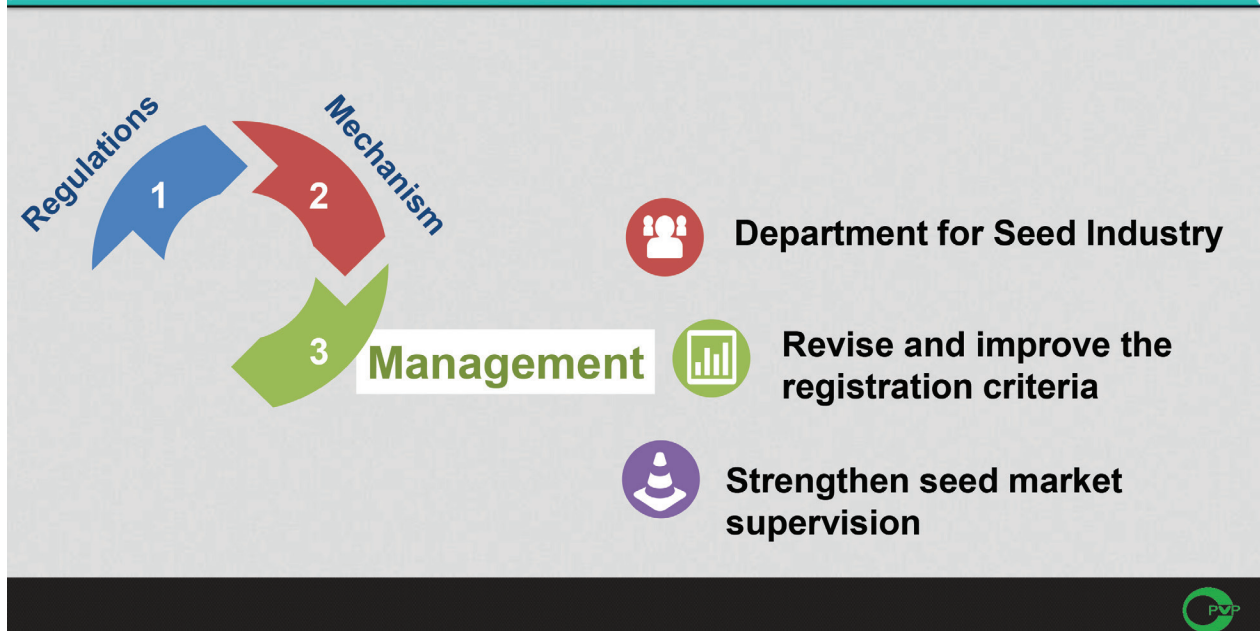 Regulations
1
Mechanism
2
3
Management
Department for Seed Industry
Revise and improve the
registration criteria
Strengthen seed market
supervision
PVP